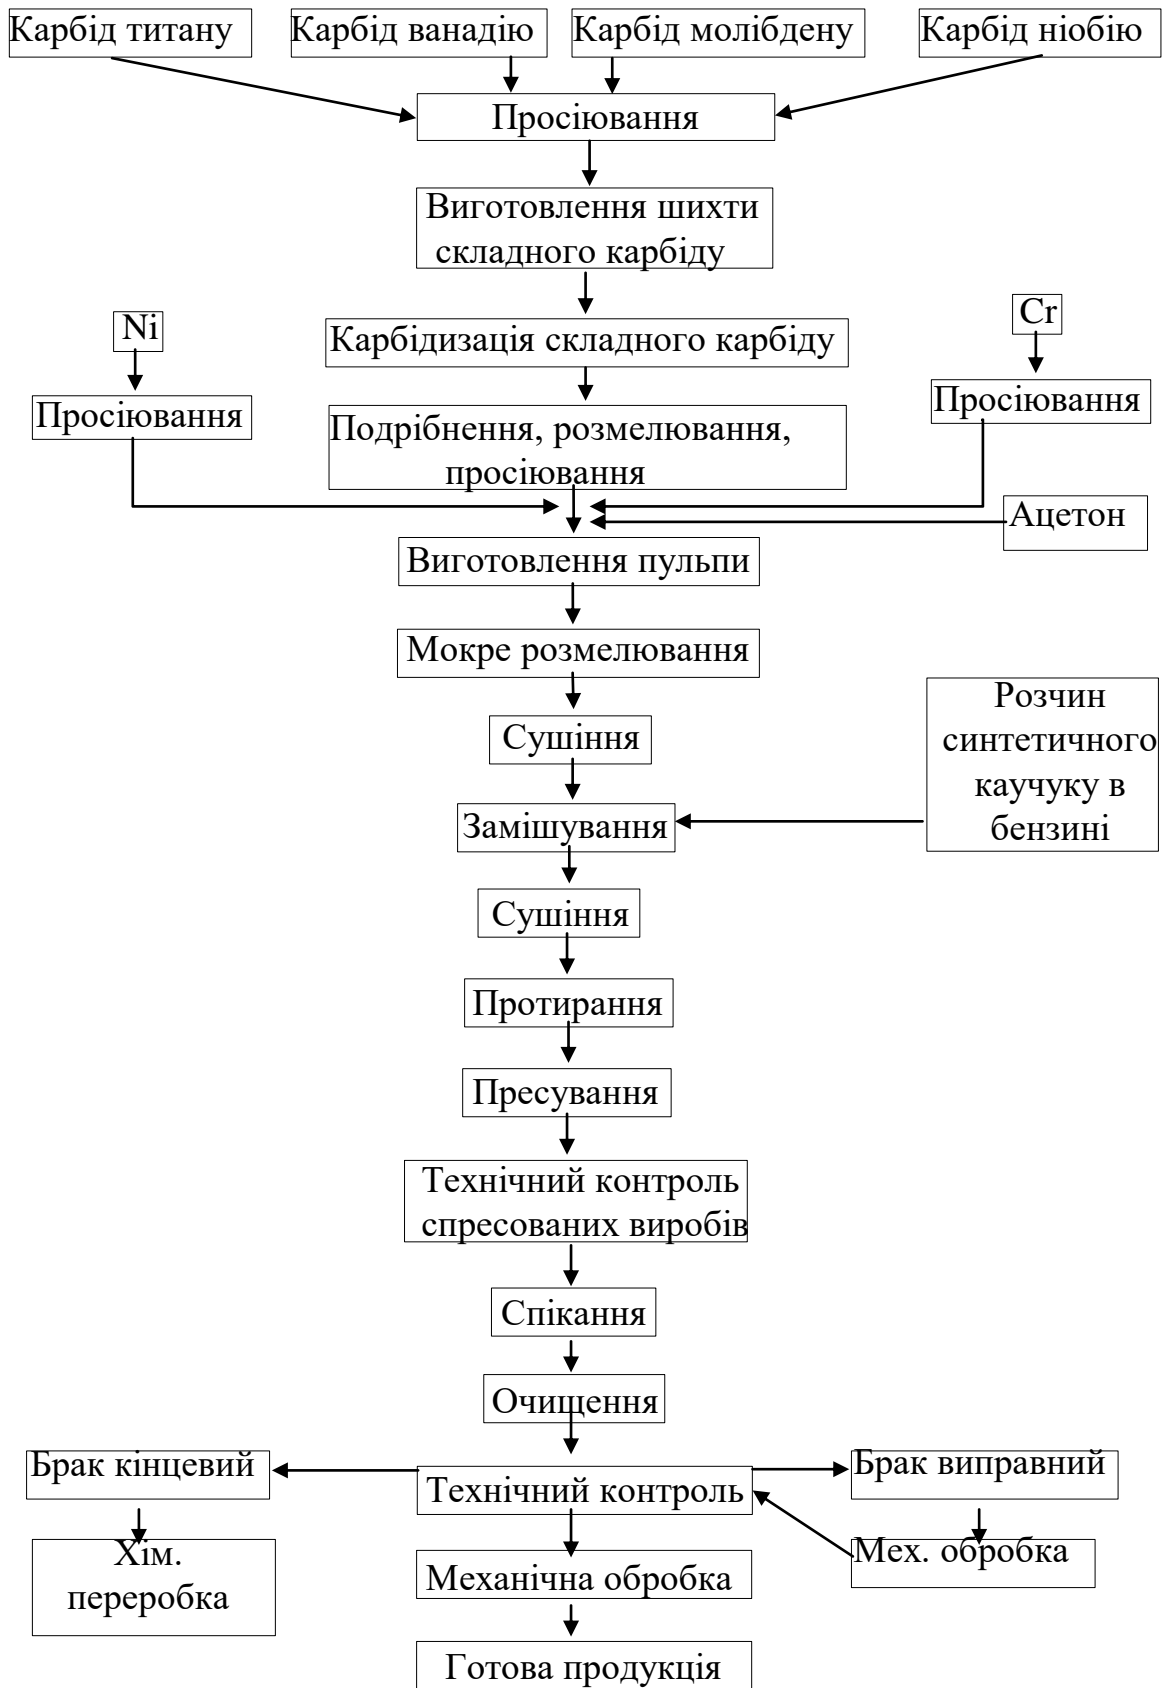 Карбід титану
Карбід ванадію
Карбід молібдену
Карбід ніобію
Просіювання
Виготовлення шихти
складного карбіду
Ni
Cr
Карбидизація складного карбіду
Просіювання
Просіювання
Подрібнення, розмелювання,
просіювання
Ацетон
Виготовлення пульпи
Мокре розмелювання
Сушіння
Розчин
синтетичного
каучуку в
бензині
Замішування
Сушіння
Протирання
Пресування
Технічний контроль
спресованих виробів
Спікання
Очищення
Брак кінцевий
Технічний контроль
Брак виправний
Хім.
переробка
Мех. обробка
Механічна обробка
Готова продукція